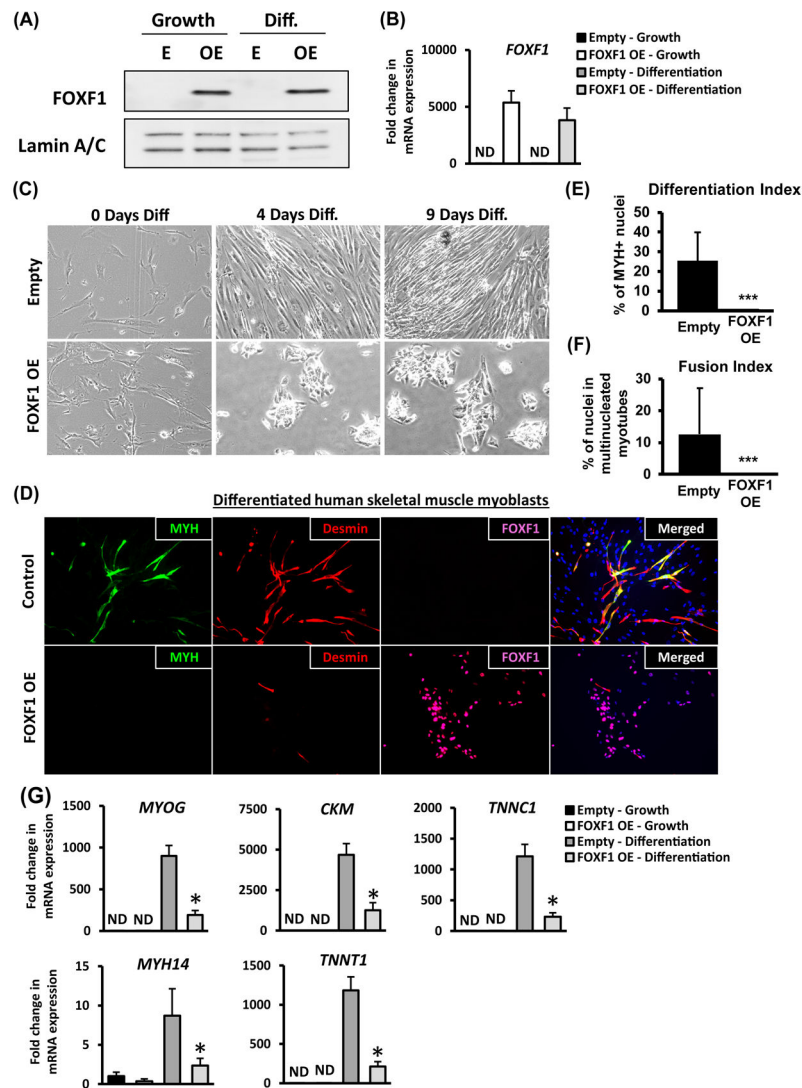 (A)
Growth Diff.
E OE E OE
FOXF1
Lamin A/C
(B)
FOXF1
Fold change in
mRNA expression
10000
5000
0
ND ND
Empty - Growth
FOXF1 OE - Growth
Empty - Differentiation
FOXF1 OE - Differentiation
(C)
0 Days Diff 4 Days Diff. 9 Days Diff.
Empty
FOXF1 OE
(E)
Differentiation Index
% of MYH+ nuclei
50
40
30
20
10
0
***
Empty FOXF1
OE
(F)
Fusion Index
% of nuclei in
multinucleated
myotubes
30
20
10
0
***
Empty FOXF1
OE
(D)
Differentiated human skeletal muscle myoblasts
Control
MYH Desmin FOXF1 Merged
FOXF1 OE
MYH Desmin FOXF1 Merged
(G)
MYOG
Fold change in
mRNA expression
1500
1000
500
0
ND ND
*
CKM
7500
5000
2500
0
ND ND
*
TNNC1
2000
1500
1000
500
0
ND ND
*
Empty - Growth
FOXF1 OE - Growth
Empty - Differentiation
FOXF1 OE - Differentiation
MYH14
Fold change in
mRNA expression
15
10
5
0
*
TNNT1
1500
1000
500
0
ND ND
*